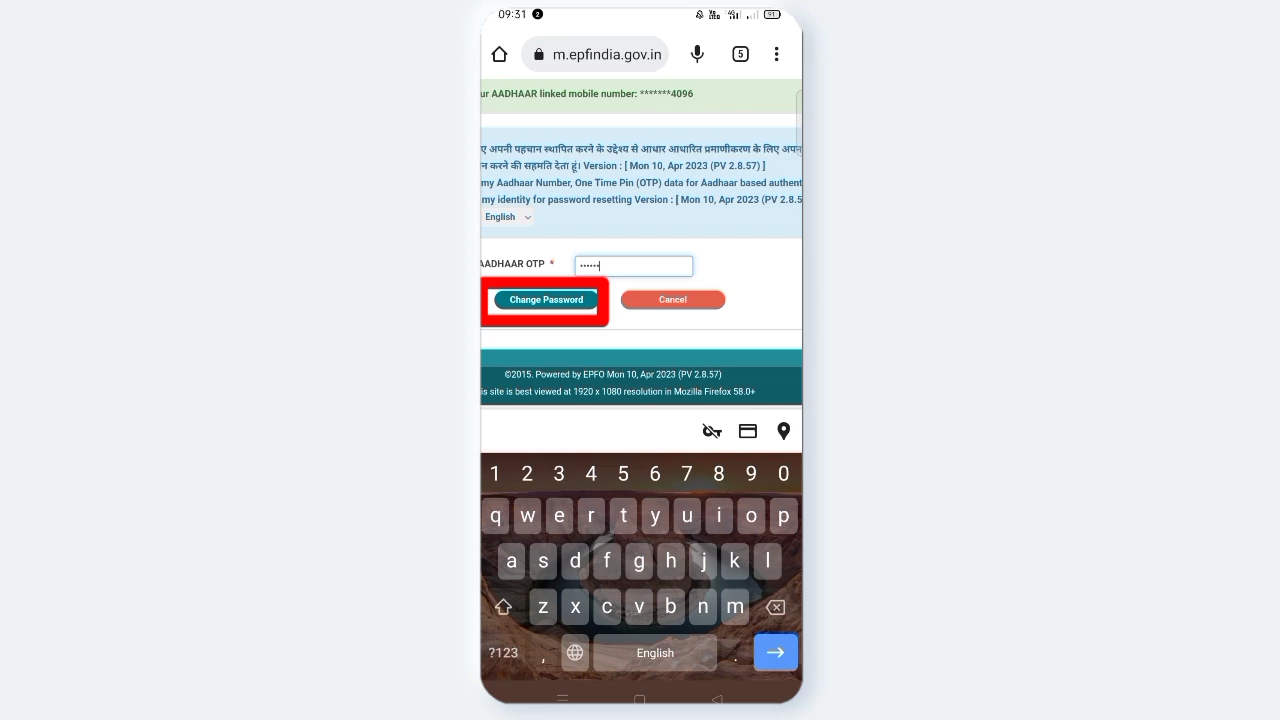 09:31 2 91
m.epfindia.gov.in 5
ur AADHAAR linked mobile number: *******4096
ए अपनी पहचान स्थापित करने के उद्देश्य से आधार आधारित प्रमाणीकरण के लिए अपन
न करने की सहमति देता हूं। Version : [ Mon 10, Apr 2023 (PV 2.8.57) ]
my Aadhaar Number, One Time Pin (OTP) data for Aadhaar based authent
my identity for password resetting Version : [ Mon 10, Apr 2023 (PV 2.8.5
English
AADHAAR OTP * ••••••
Change Password Cancel
©2015. Powered by EPFO Mon 10, Apr 2023 (PV 2.8.57)
is site is best viewed at 1920 x 1080 resolution in Mozilla Firefox 58.0+
1 2 3 4 5 6 7 8 9 0
q w e r t y u i o p
a s d f g h j k l
z x c v b n m
?123 , English .